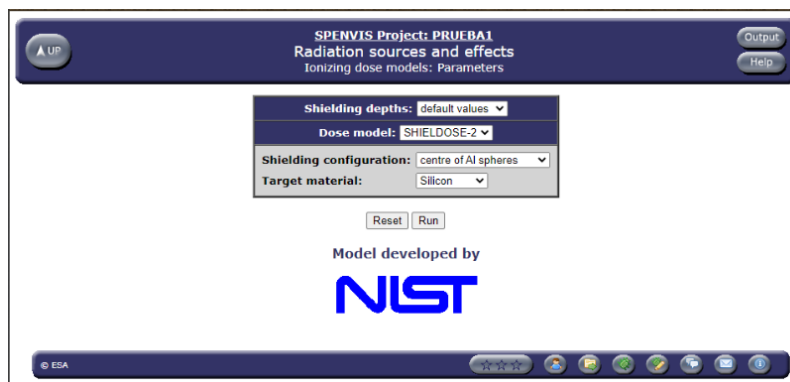 UP
SPENVIS Project: PRUEBA1
Radiation sources and effects
Ionizing dose models: Parameters
Output
Help
Shielding depths: default values
Dose model: SHIELDOSE-2
Shielding configuration: centre of Al spheres
Target material: Silicon
Reset Run
Model developed by
NIST
© ESA